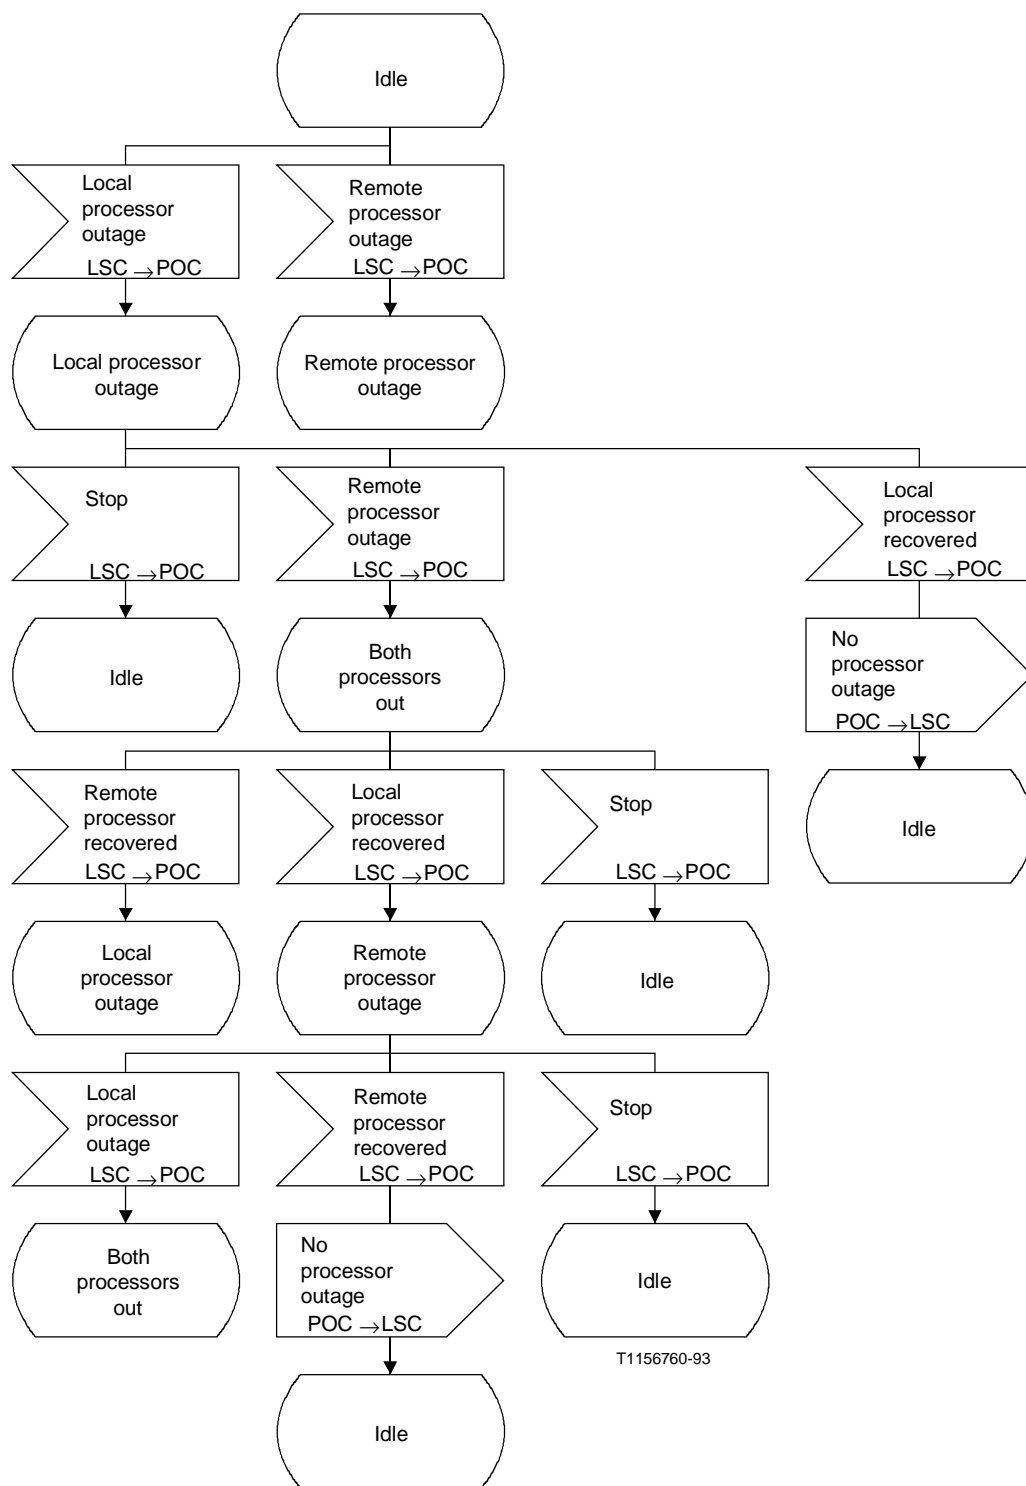 Idle
Local
processor
outage
LSC → POC
Remote
processor
outage
LSC → POC
Local processor
outage
Remote processor
outage
Stop
LSC → POC
Remote
processor
outage
LSC → POC
Local
processor
recovered
LSC → POC
Idle
Both
processors
out
No
processor
outage
POC → LSC
Remote
processor
recovered
LSC → POC
Local
processor
recovered
LSC → POC
Stop
LSC → POC
Idle
Local
processor
outage
Remote
processor
outage
Idle
Local
processor
outage
LSC → POC
Remote
processor
recovered
LSC → POC
Stop
LSC → POC
Both
processors
out
No
processor
outage
POC → LSC
Idle
T1156760-93
Idle